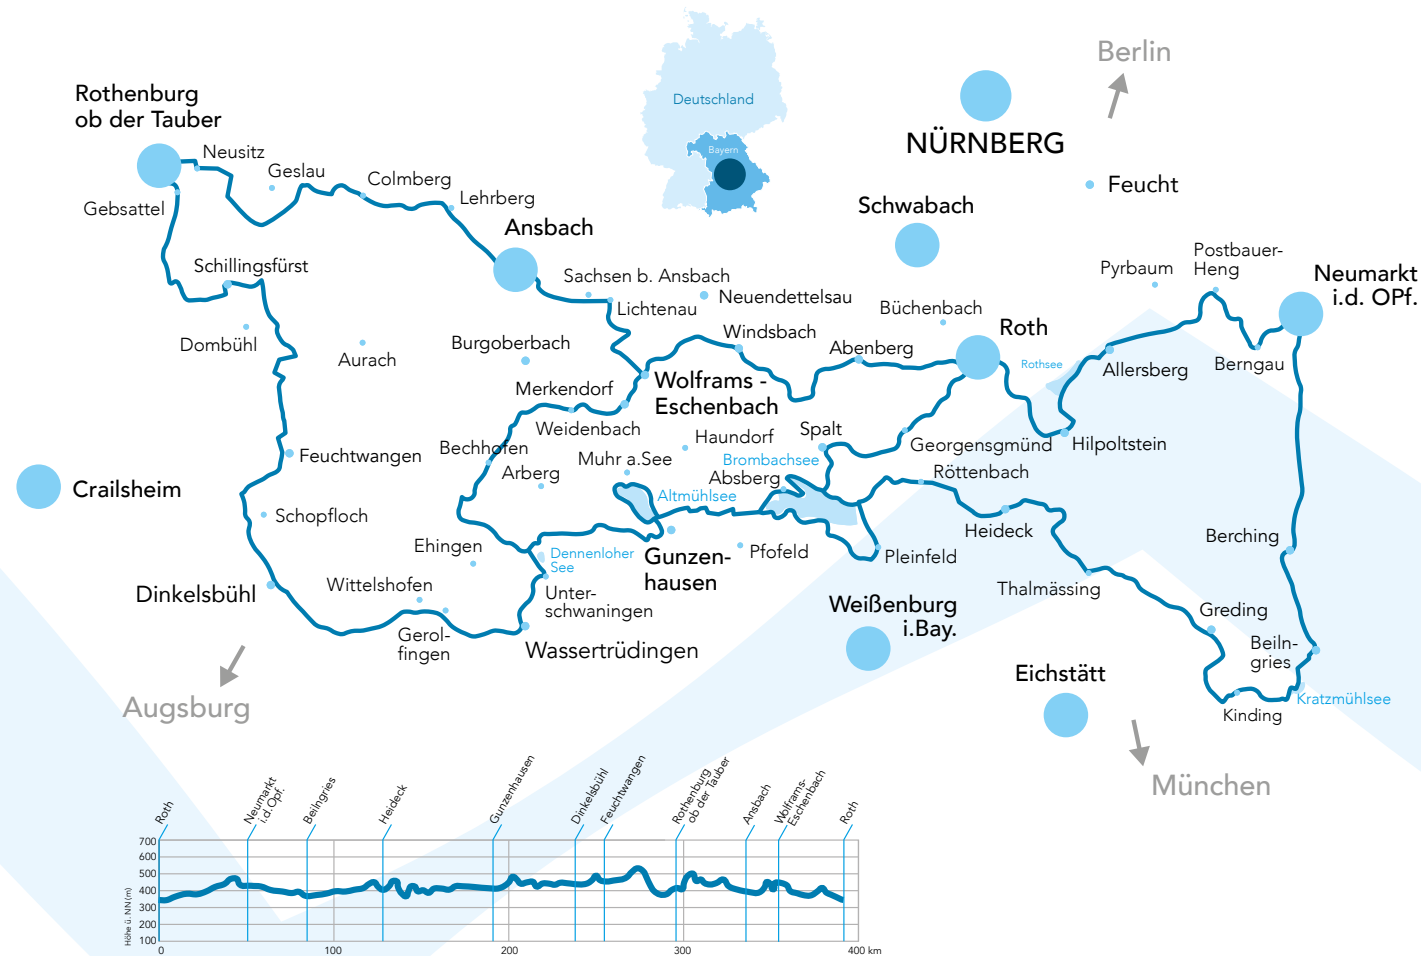 Berlin
Deutschland
Bayern
NÜRNBERG
Rothenburg
ob der Tauber
Neusitz
Geslau
Colmberg
Lehrberg
Gebsattel
Ansbach
Schwabach
Feucht
Schillingsfürst
Sachsen b. Ansbach
Neuendettelsau
Lichtenau
Büchenbach
Pyrbaum
Postbauer-
Heng
Neumarkt
i.d. OPf.
Dombühl
Aurach
Burgoberbach
Windsbach
Abenberg
Roth
Rothsee
Allersberg
Berngau
Merkendorf
Wolframs -
Eschenbach
Weidenbach
Bechhofen
Arberg
Haundorf
Muhr a.See
Spalt
Brombachsee
Absberg
Altmühlsee
Georgensgmünd
Hilpoltstein
Röttenbach
Feuchtwangen
Crailsheim
Schopfloch
Heideck
Berching
Ehingen
Dennenloher
See
Gunzen-
hausen
Pfofeld
Pleinfeld
Dinkelsbühl
Wittelshofen
Unter-
schwaningen
Thalmässing
Greding
Weißenburg
i.Bay.
Gerol-
fingen
Wassertrüdingen
Beiln-
gries
Eichstätt
Kratzmühlsee
Kinding
Augsburg
München
Roth
Neumarkt
i.d.Opf.
Beilngries
Heideck
Gunzenhausen
Dinkelsbühl
Feuchtwangen
Rothenburg
ob der Tauber
Ansbach
Wolframs-
Eschenbach
Roth
Höhe ü. NN (m)
700
600
500
400
300
200
100
0
100
200
300
400 km